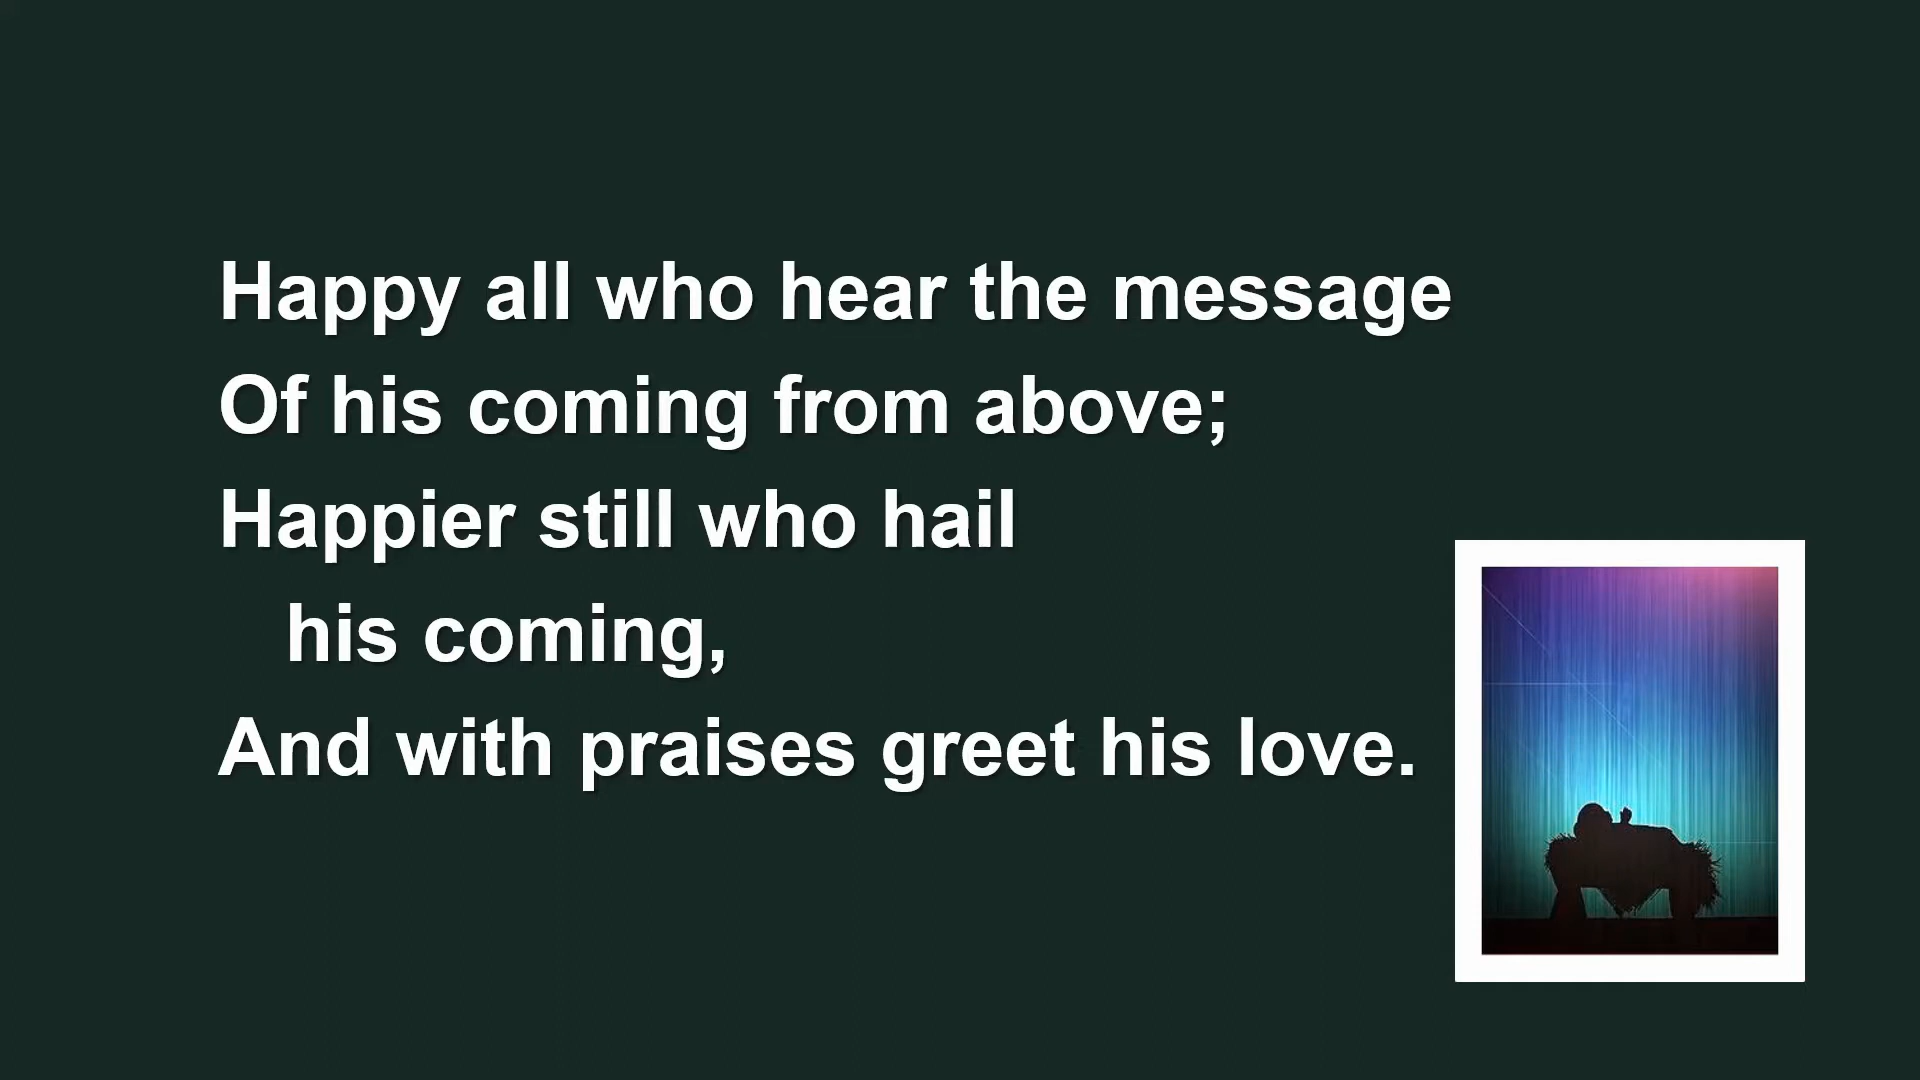 Happy all who hear the message
Of his coming from above;
Happier still who hail
his coming,
And with praises greet his love.